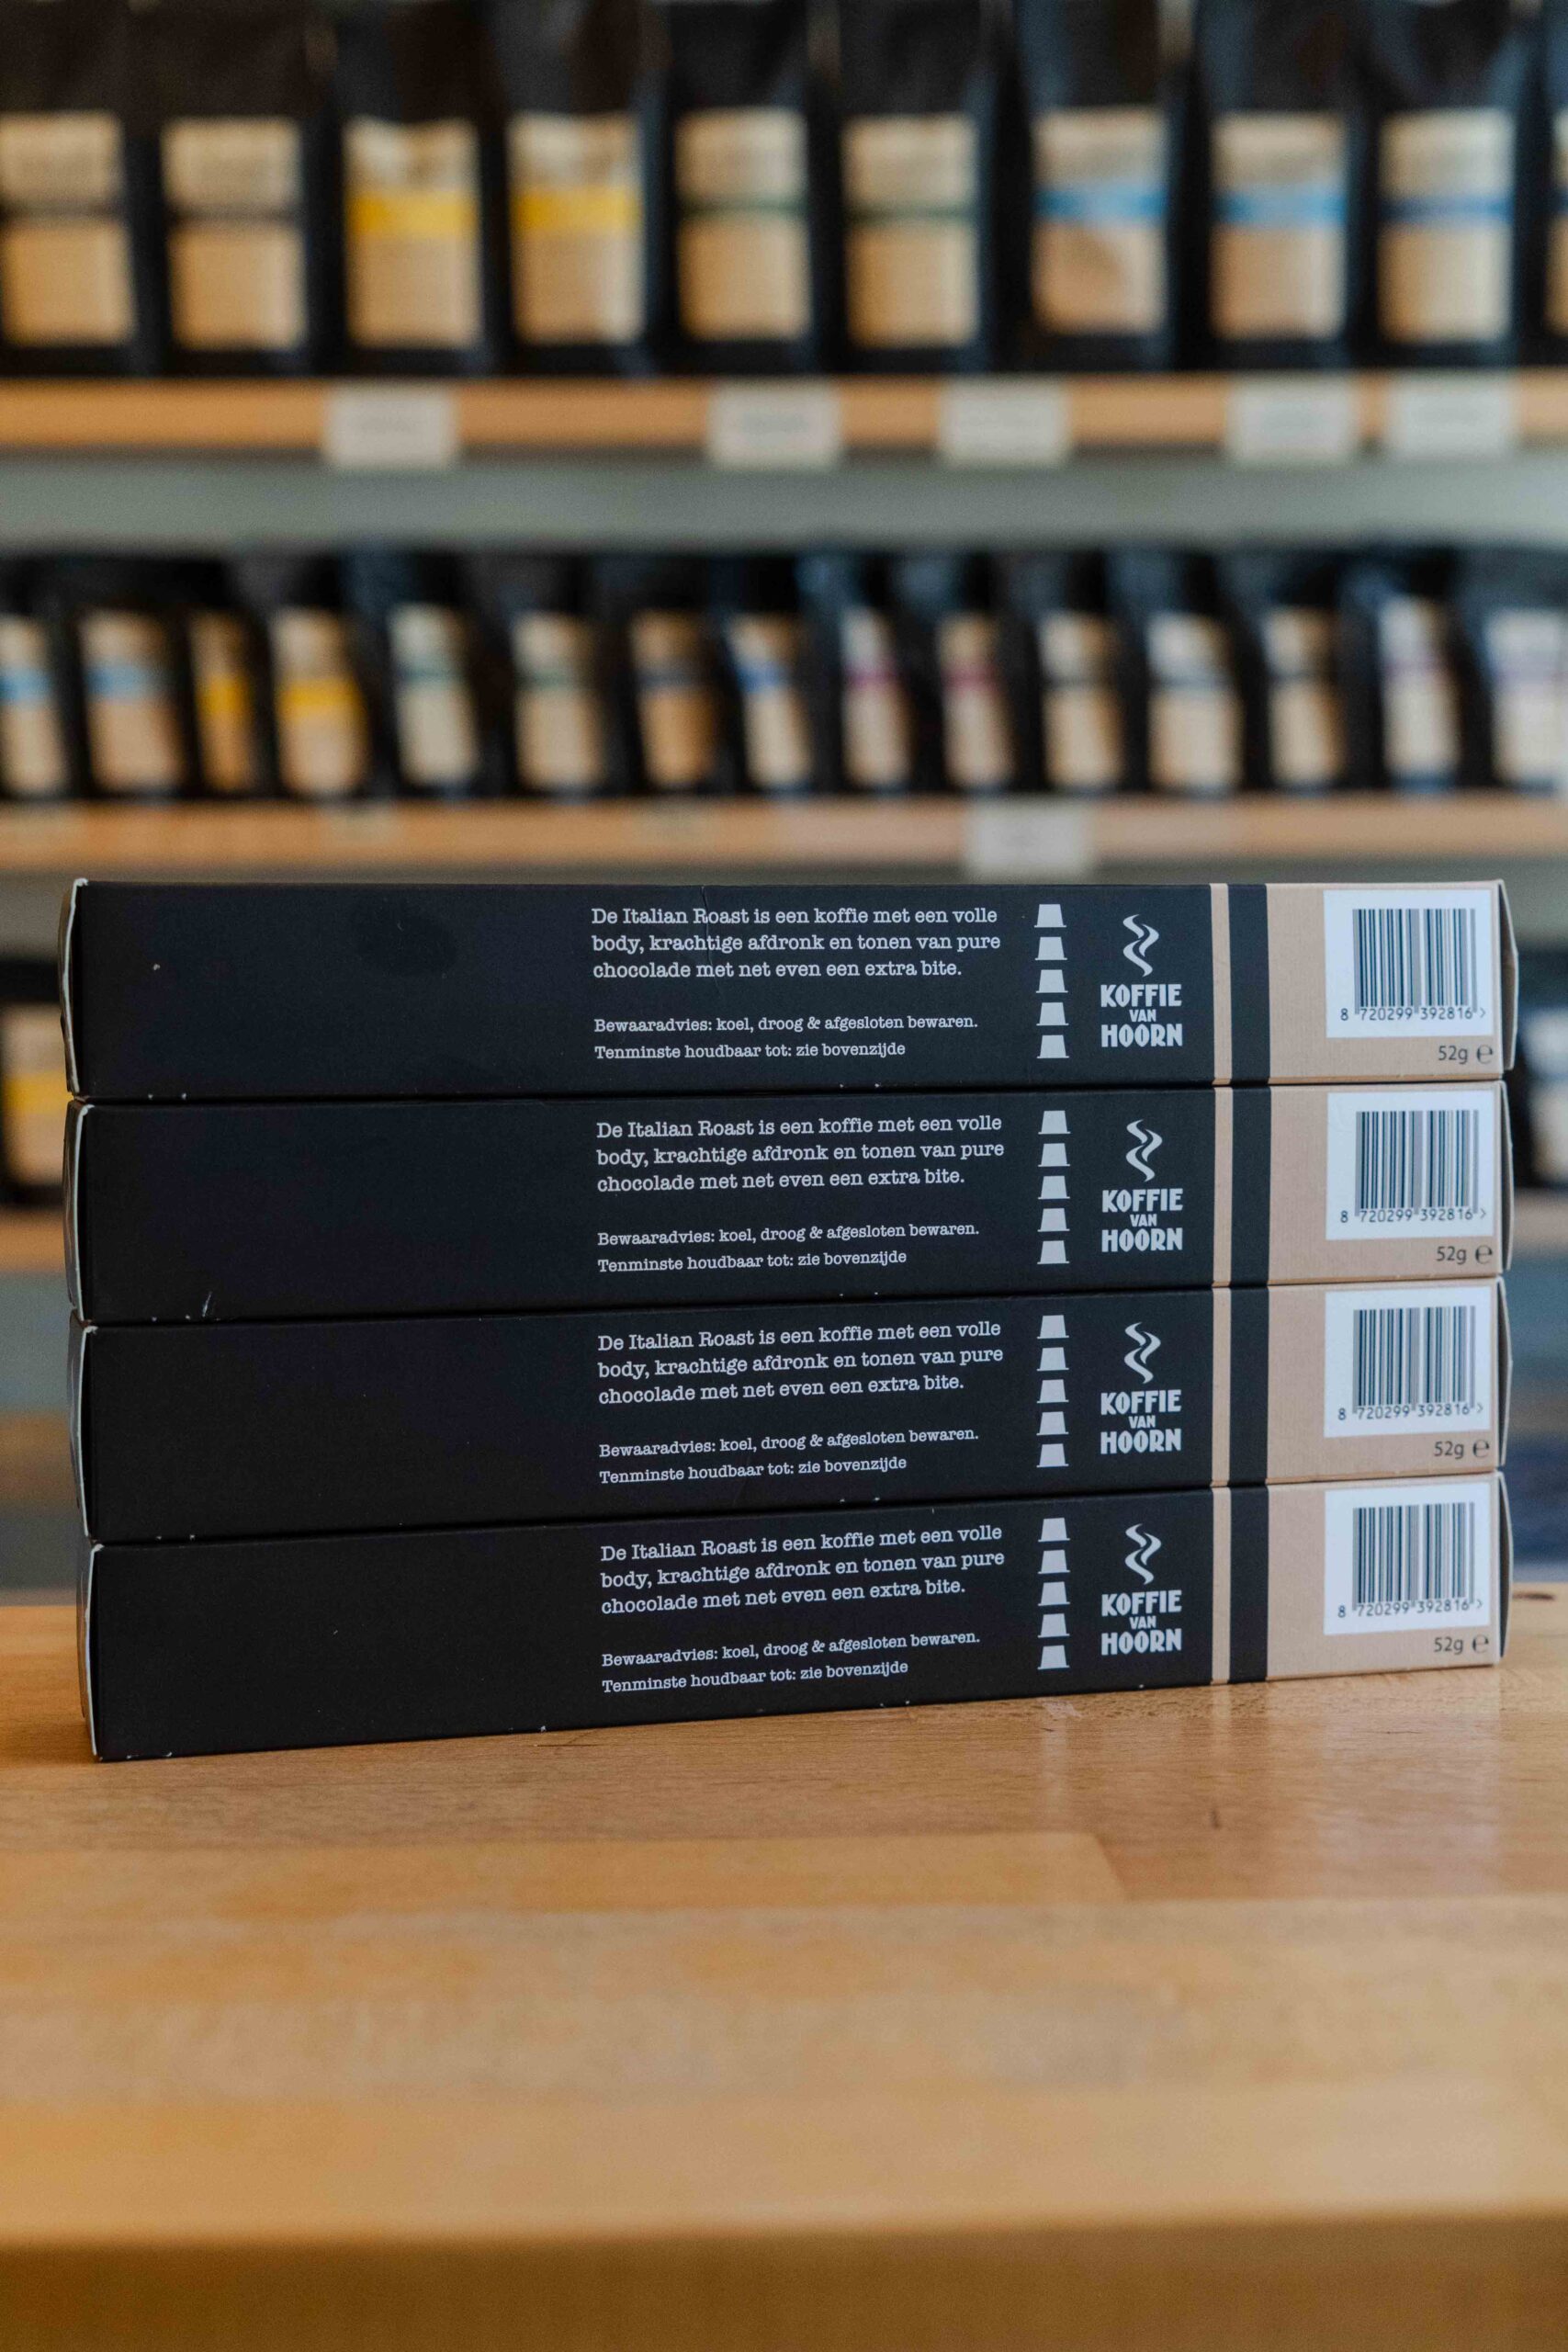 De Italian Roast is een koffie met een volle
body, krachtige afdronk en tonen van pure
chocolade met net even een extra bite.
Bewaaradvies: koel, droog & afgesloten bewaren.
Tenminste houdbaar tot: zie bovenzijde
KOFFIE
VAN
HOORN
8 720299 392816 >
52g ℮
De Italian Roast is een koffie met een volle
body, krachtige afdronk en tonen van pure
chocolade met net even een extra bite.
Bewaaradvies: koel, droog & afgesloten bewaren.
Tenminste houdbaar tot: zie bovenzijde
KOFFIE
VAN
HOORN
8 720299 392816 >
52g ℮
De Italian Roast is een koffie met een volle
body, krachtige afdronk en tonen van pure
chocolade met net even een extra bite.
Bewaaradvies: koel, droog & afgesloten bewaren.
Tenminste houdbaar tot: zie bovenzijde
KOFFIE
VAN
HOORN
8 720299 392816 >
52g ℮
De Italian Roast is een koffie met een volle
body, krachtige afdronk en tonen van pure
chocolade met net even een extra bite.
Bewaaradvies: koel, droog & afgesloten bewaren.
Tenminste houdbaar tot: zie bovenzijde
KOFFIE
VAN
HOORN
8 720299 392816 >
52g ℮